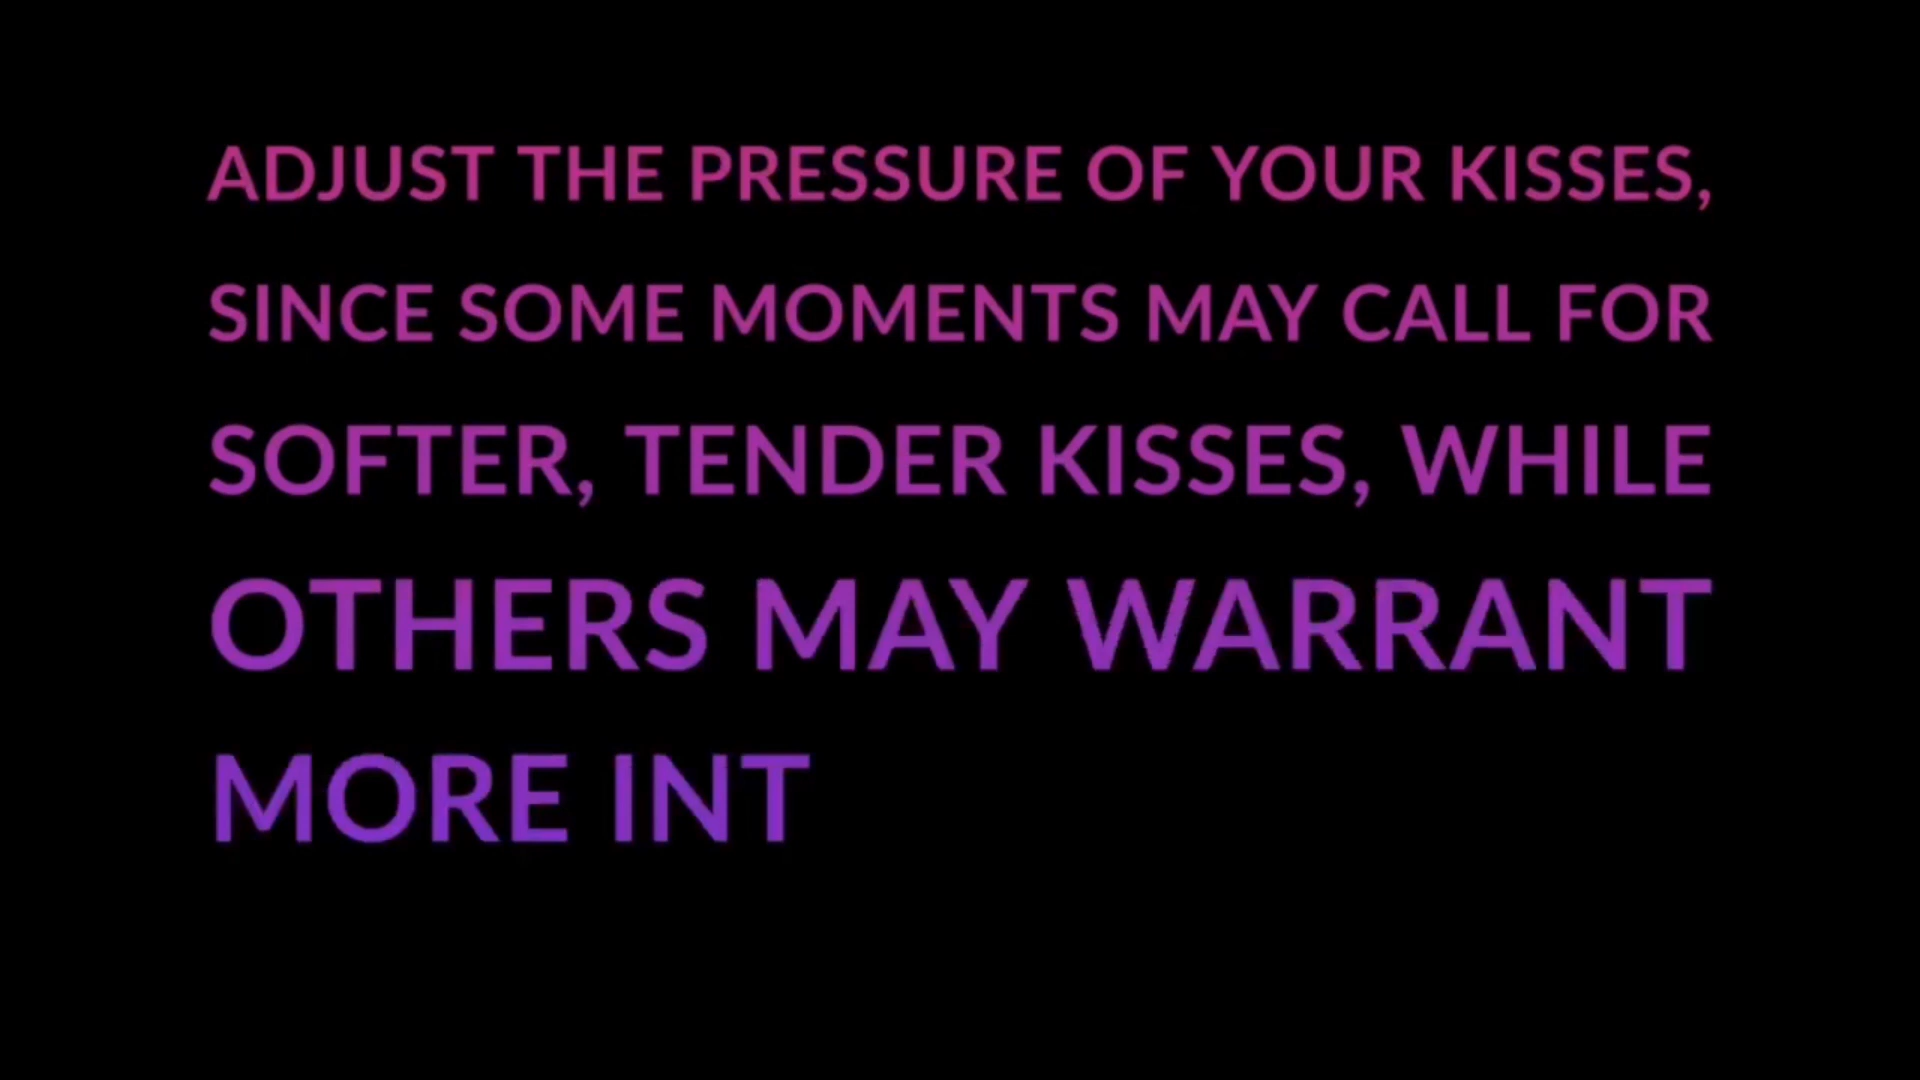 ADJUST THE PRESSURE OF YOUR KISSES,
SINCE SOME MOMENTS MAY CALL FOR
SOFTER, TENDER KISSES, WHILE
OTHERS MAY WARRANT
MORE INT